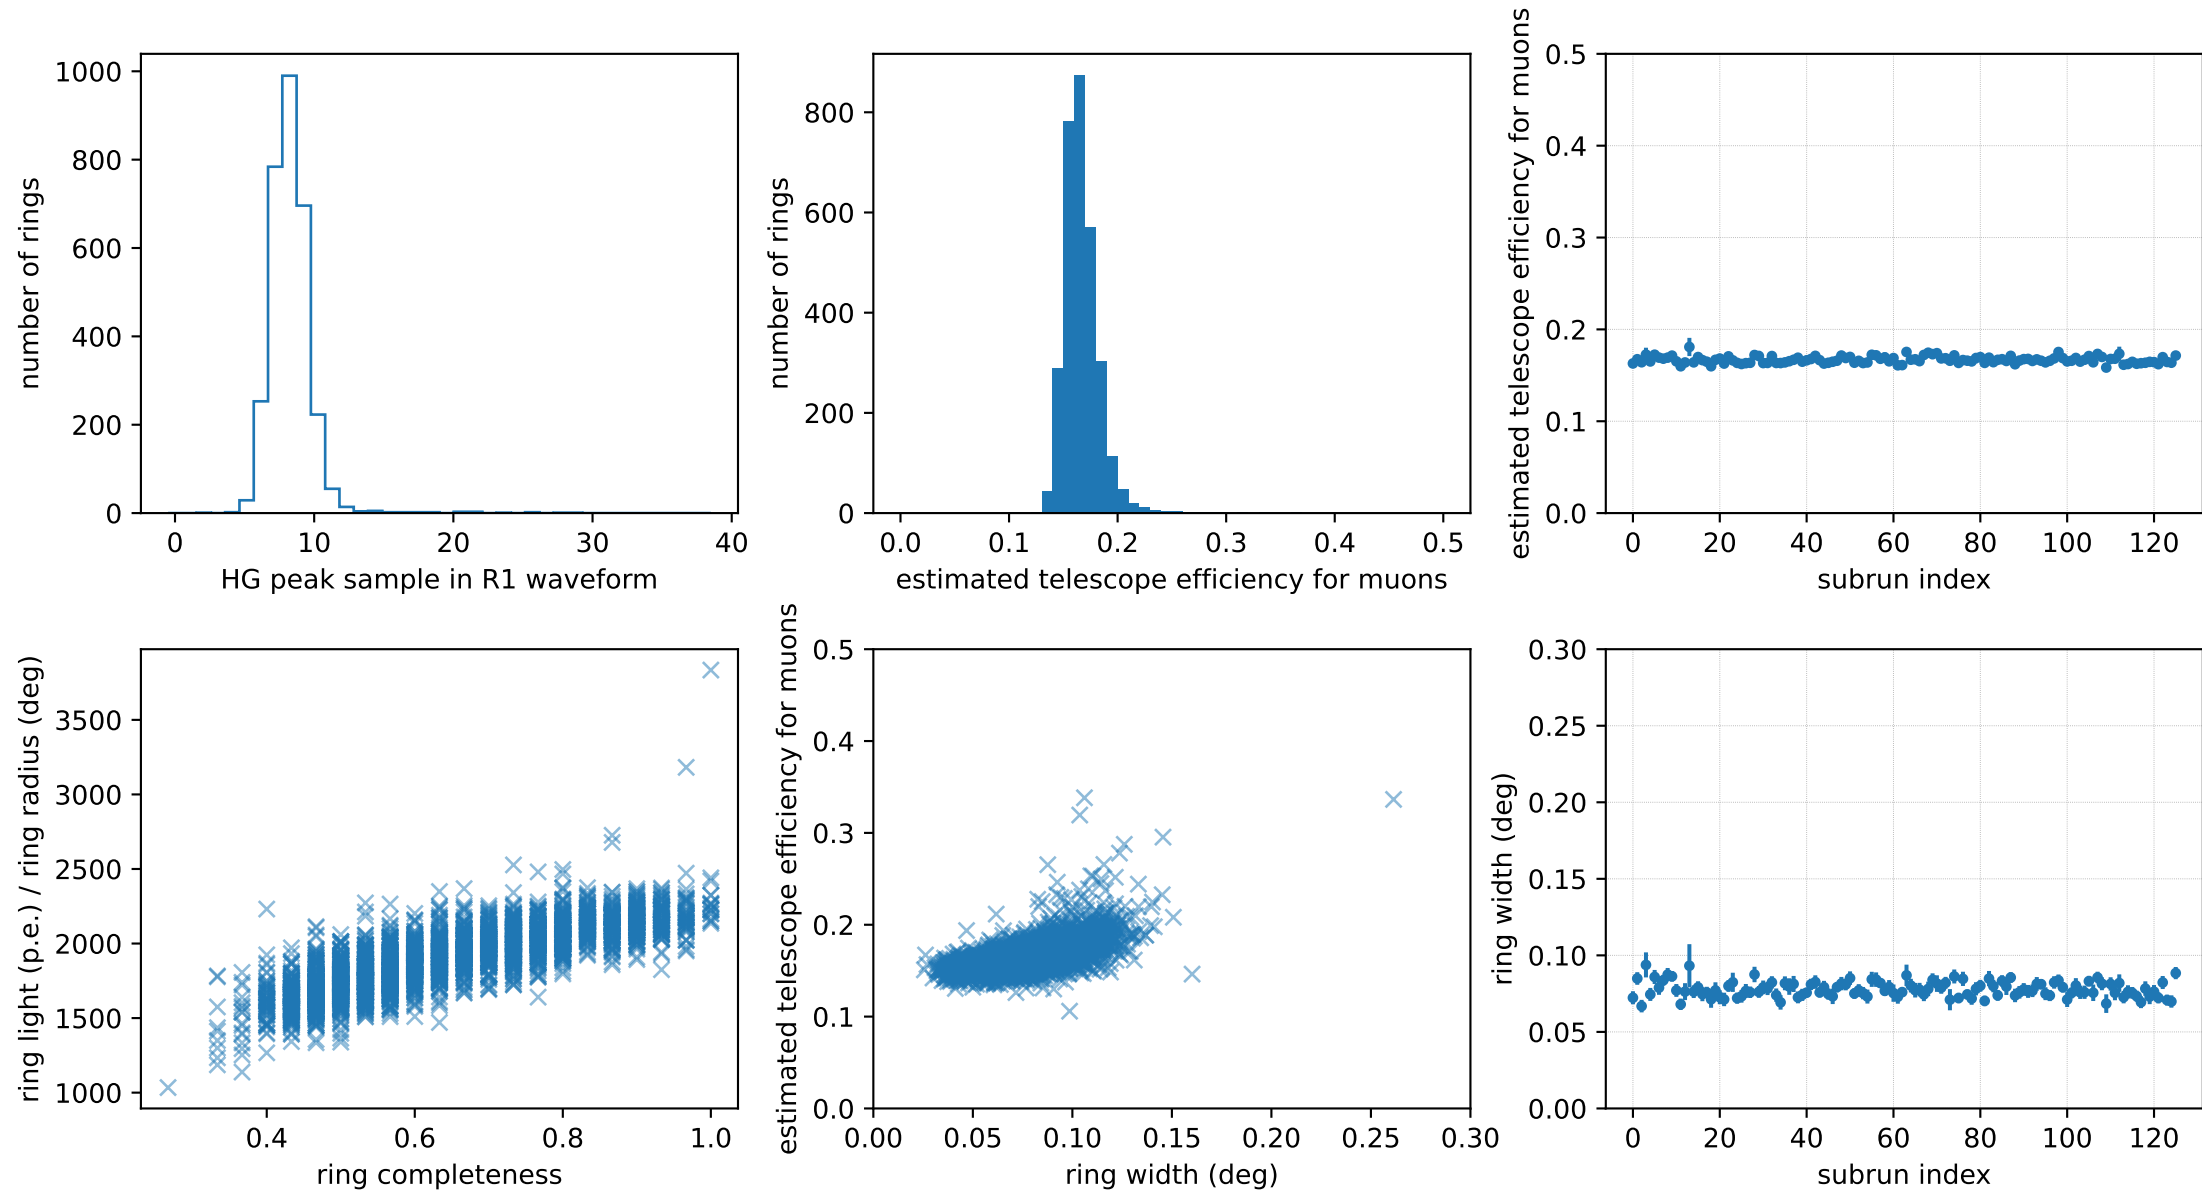 number of rings
1000
800
600
400
200
0
0 10 20 30 40
HG peak sample in R1 waveform
number of rings
800
600
400
200
0
0.0 0.1 0.2 0.3 0.4 0.5
estimated telescope efficiency for muons
estimated telescope efficiency for muons
0.5
0.4
0.3
0.2
0.1
0.0
0 20 40 60 80 100 120
subrun index
ring light (p.e.) / ring radius (deg)
3500
3000
2500
2000
1500
1000
0.4 0.6 0.8 1.0
ring completeness
estimated telescope efficiency for muons
0.5
0.4
0.3
0.2
0.1
0.0
0.00 0.05 0.10 0.15 0.20 0.25 0.30
ring width (deg)
ring width (deg)
0.30
0.25
0.20
0.15
0.10
0.05
0.00
0 20 40 60 80 100 120
subrun index